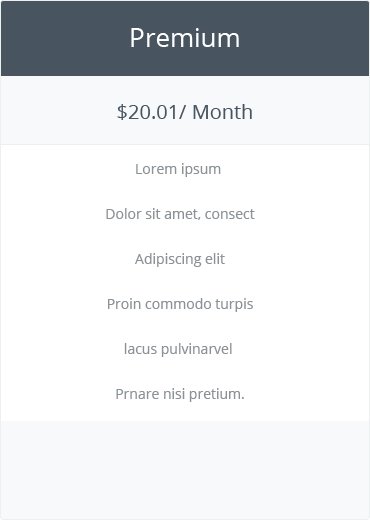 Premium
$20.01/ Month
Lorem ipsum
Dolor sit amet, consect
Adipiscing elit
Proin commodo turpis
lacus pulvinarvel
Prnare nisi pretium.